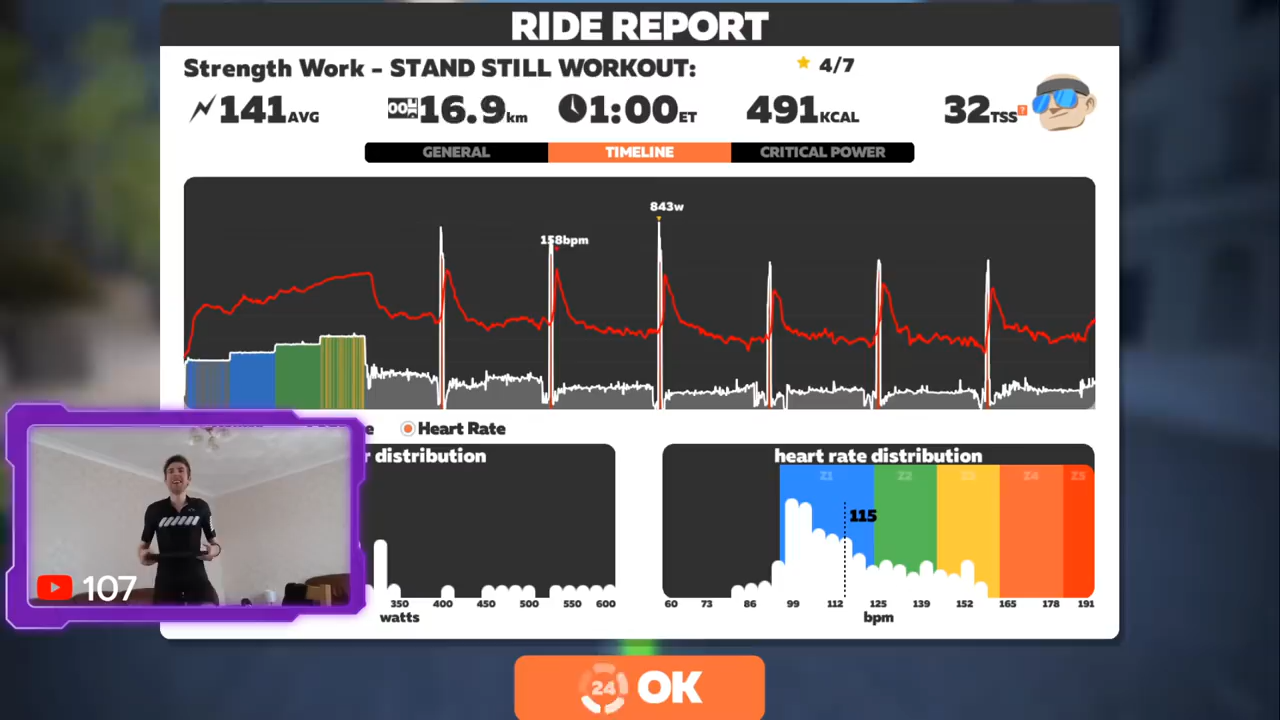 RIDE REPORT
Strength Work - STAND STILL WORKOUT: 4/7
141AVG 16.9km 1:00ET 491KCAL 32TSS?
GENERAL TIMELINE CRITICAL POWER
843w
158bpm
Heart Rate
distribution
heart rate distribution
Z1 Z2 Z3 Z4 Z5
115
350 400 450 500 550 600
watts
60 73 86 99 112 125 139 152 165 178 191
bpm
107
24 OK